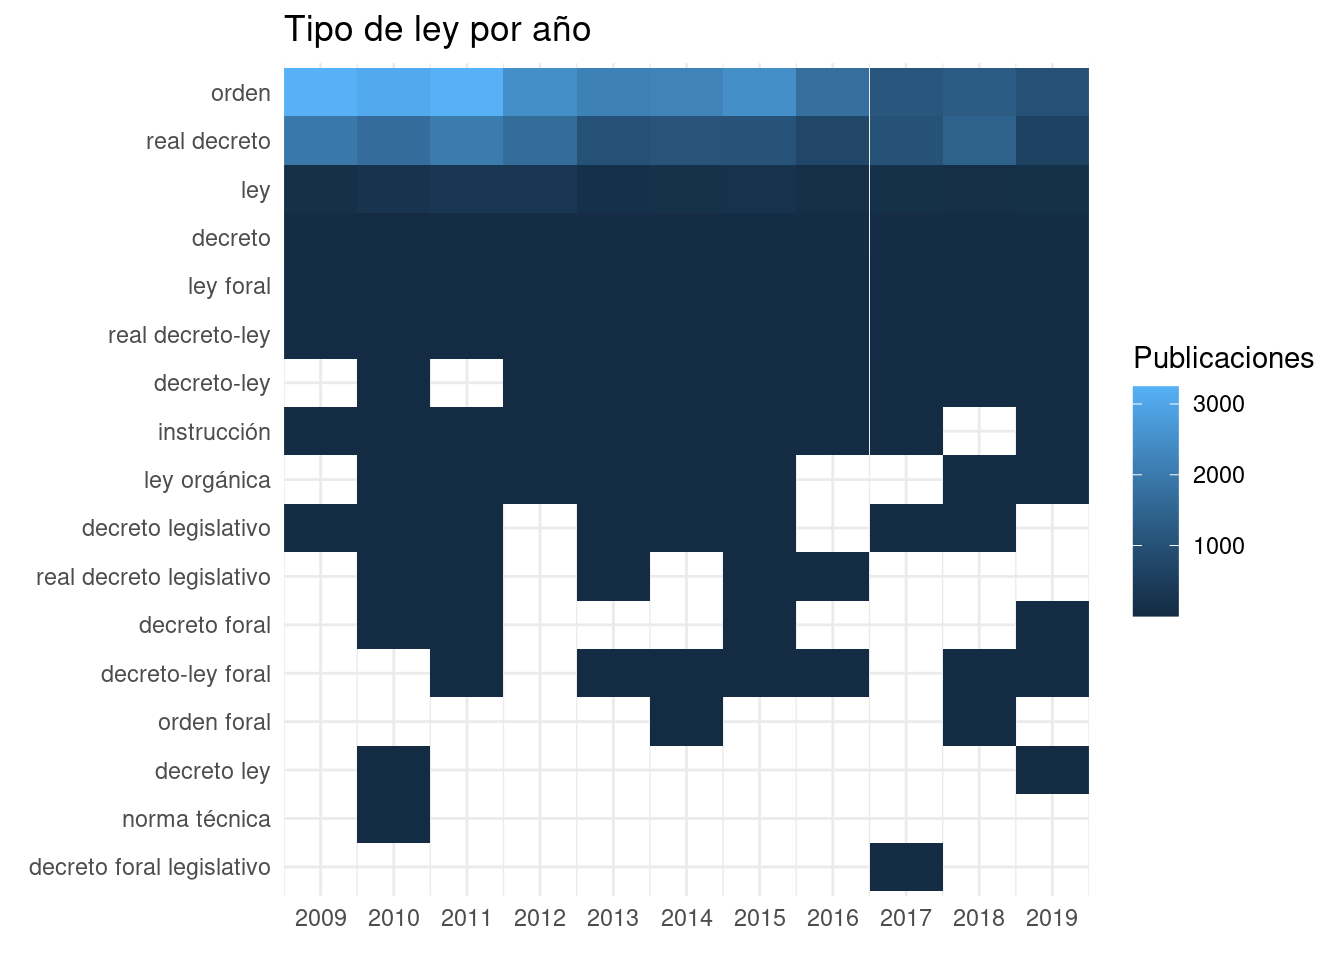 Tipo de ley por año
orden
real decreto
ley
decreto
ley foral
real decreto-ley
decreto-ley
instrucción
ley orgánica
decreto legislativo
real decreto legislativo
decreto foral
decreto-ley foral
orden foral
decreto ley
norma técnica
decreto foral legislativo
2009 2010 2011 2012 2013 2014 2015 2016 2017 2018 2019
Publicaciones
3000
2000
1000